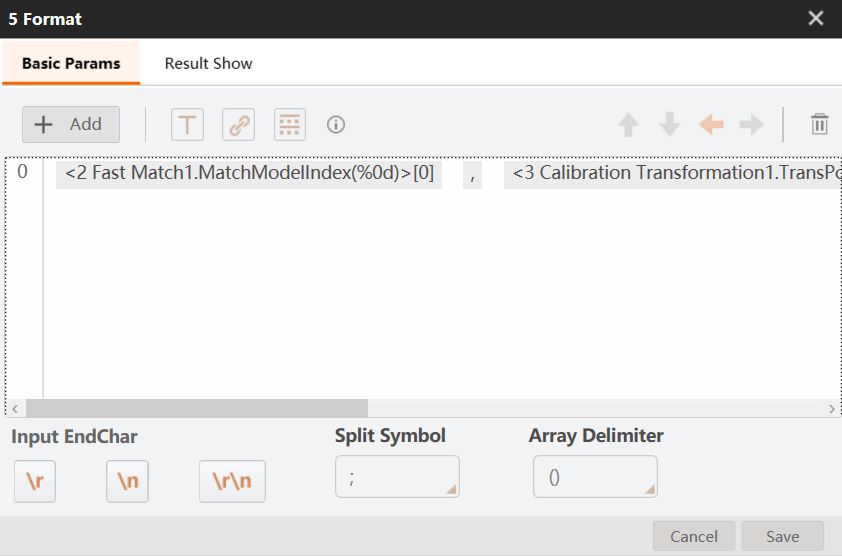 5 Format
Basic Params Result Show
Add
0 <2 Fast Match1.MatchModelIndex(%0d)>[0] , <3 Calibration Transformation1.TransPo
Input EndChar Split Symbol Array Delimiter
\r \n \r\n ; ()
Cancel Save